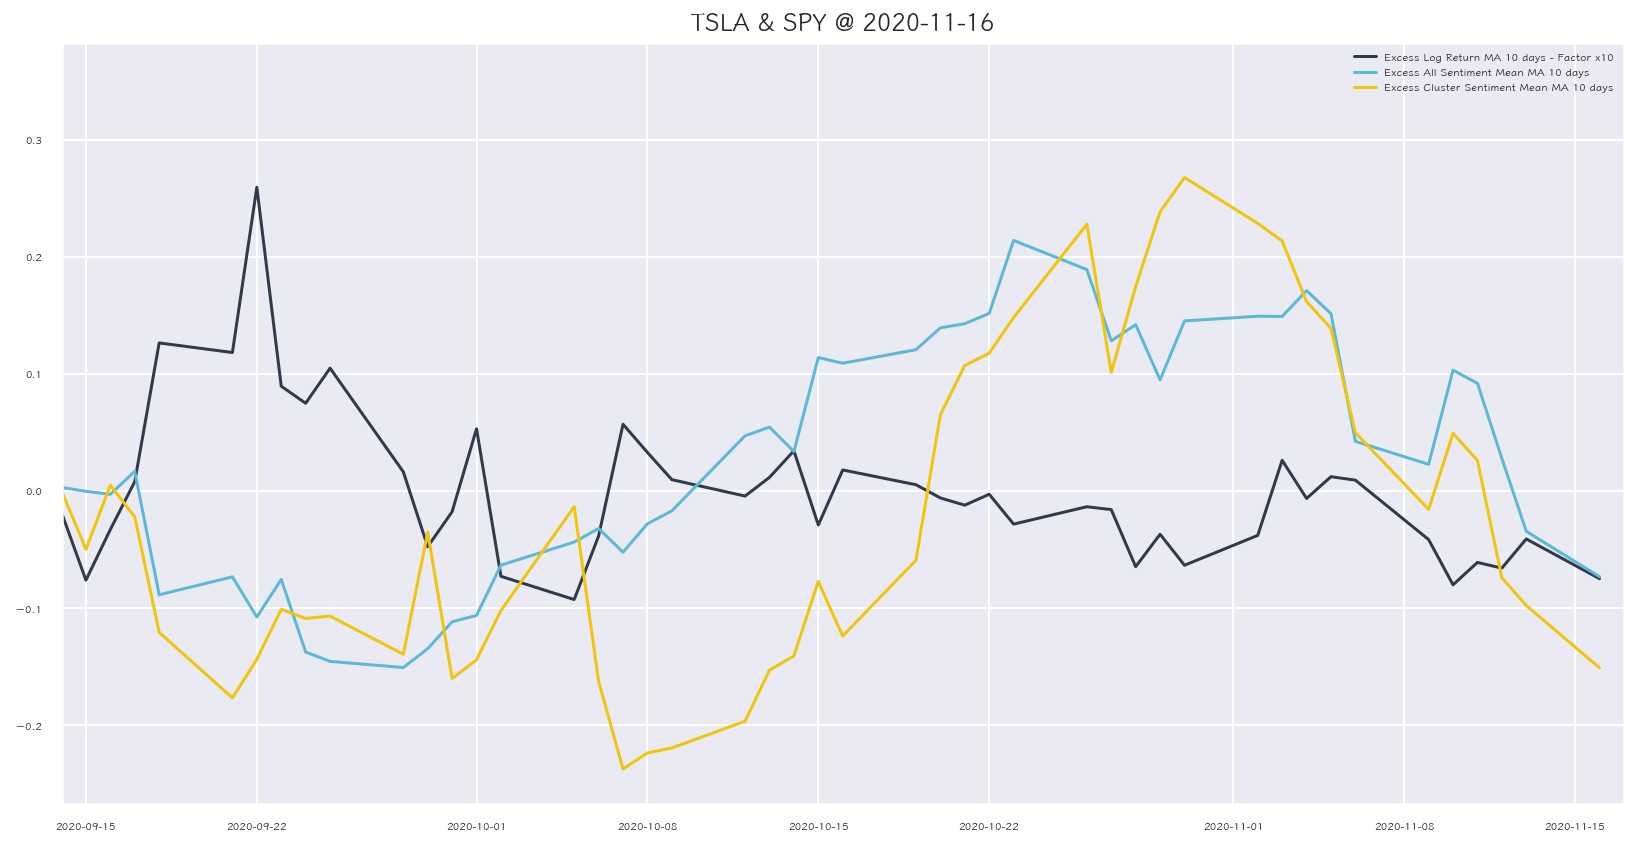 TSLA & SPY @ 2020-11-16
Excess Log Return MA 10 days - Factor x10
Excess All Sentiment Mean MA 10 days
Excess Cluster Sentiment Mean MA 10 days
0.3
0.2
0.1
0.0
−0.1
−0.2
2020-09-15 2020-09-22 2020-10-01 2020-10-08 2020-10-15 2020-10-22 2020-11-01 2020-11-08 2020-11-15